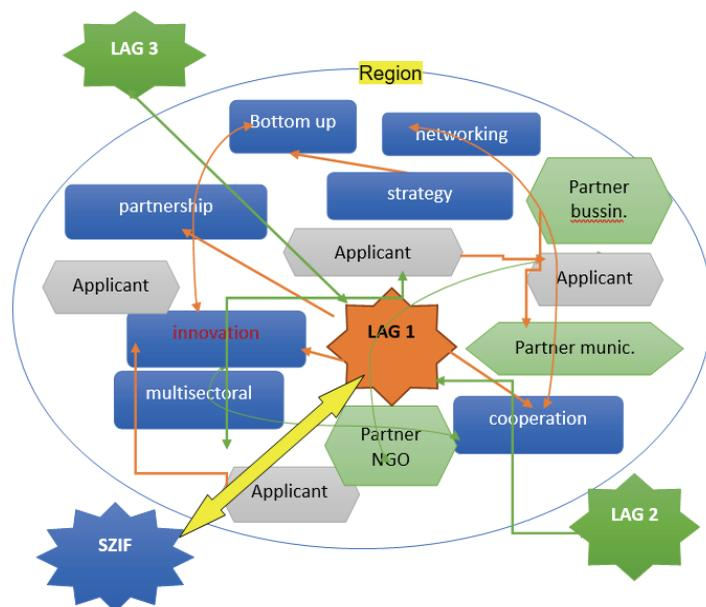 LAG 3
Region
Bottom up
networking
Partner
bussin.
strategy
partnership
Applicant
Applicant
Applicant
innovation
LAG 1
Partner munic.
multisectoral
cooperation
Partner
NGO
Applicant
LAG 2
SZIF